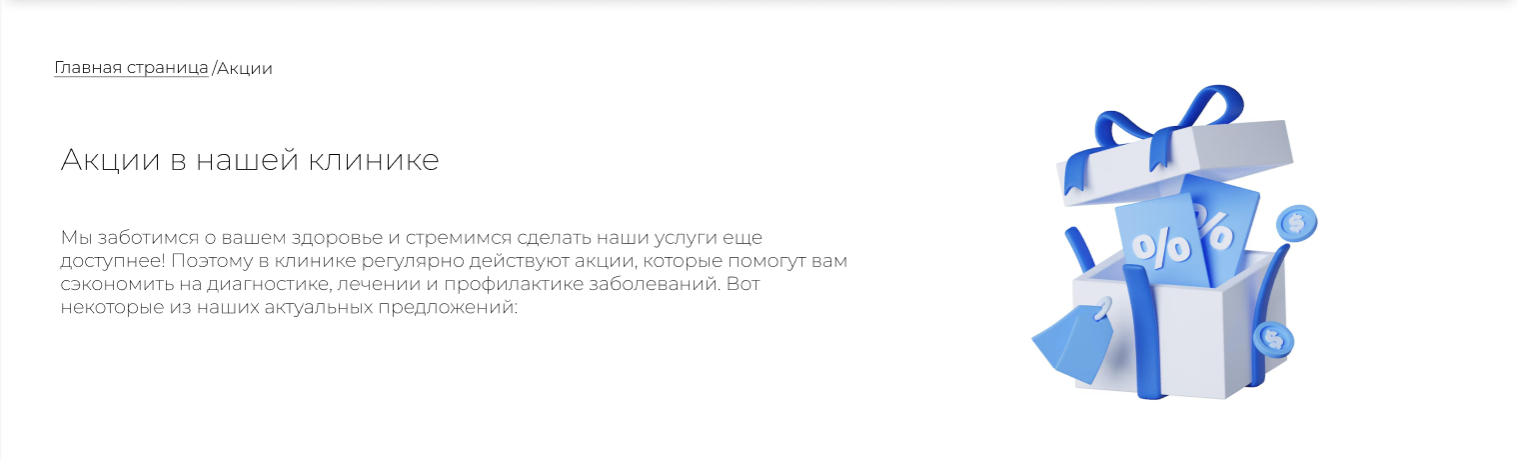 Главная страница /Акции
Акции в нашей клинике
Мы заботимся о вашем здоровье и стремимся сделать наши услуги еще
доступнее! Поэтому в клинике регулярно действуют акции, которые помогут вам
сэкономить на диагностике, лечении и профилактике заболеваний. Вот
некоторые из наших актуальных предложений:
%
%
$
$